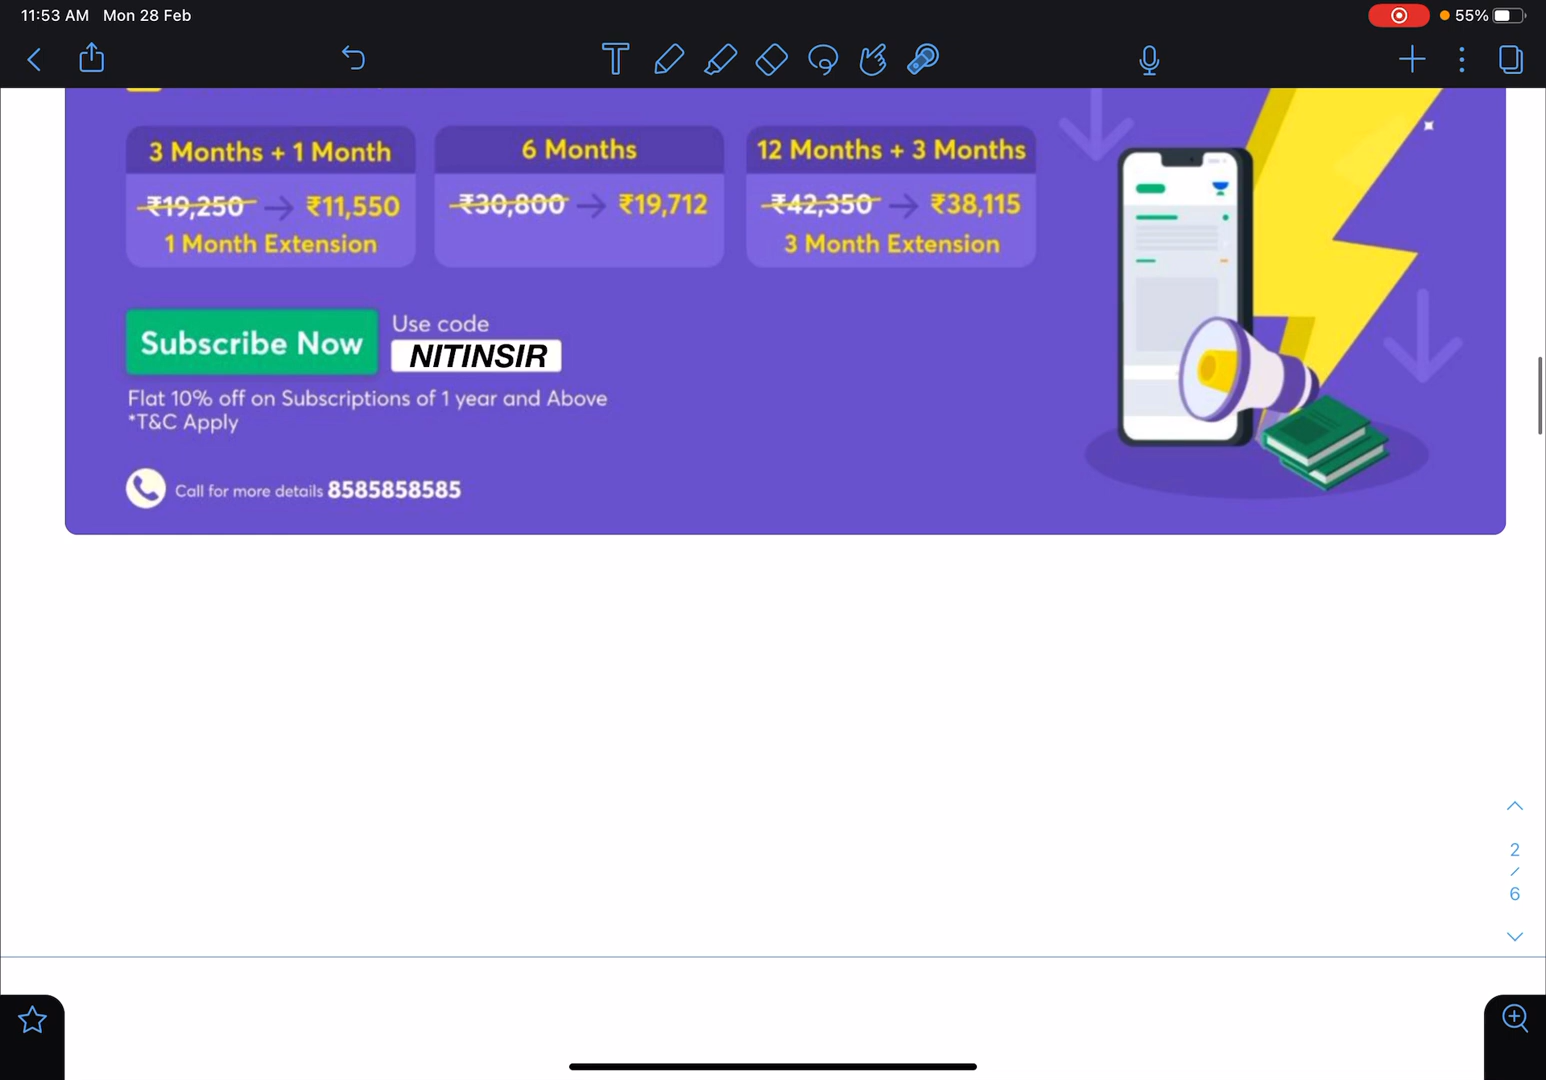 11:53 AM Mon 28 Feb
55%
3 Months + 1 Month
₹19,250 → ₹11,550
1 Month Extension
6 Months
₹30,800 → ₹19,712
12 Months + 3 Months
₹42,350 → ₹38,115
3 Month Extension
Subscribe Now
Use code
NITINSIR
Flat 10% off on Subscriptions of 1 year and Above
*T&C Apply
Call for more details 8585858585
2
/
6